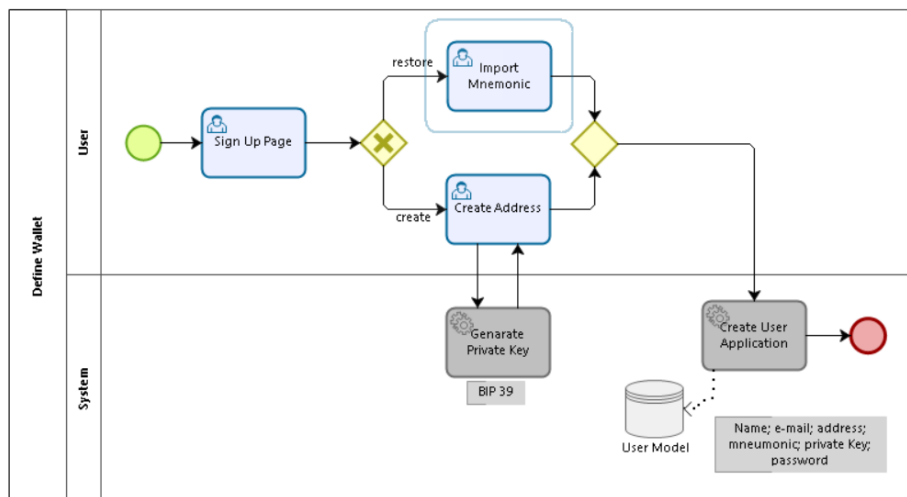 Define Wallet
User
Sign Up Page
restore
Import
Mnemonic
create
Create Address
System
Genarate
Private Key
BIP 39
Create User
Application
User Model
Name; e-mail; address;
mneumonic; private Key;
password